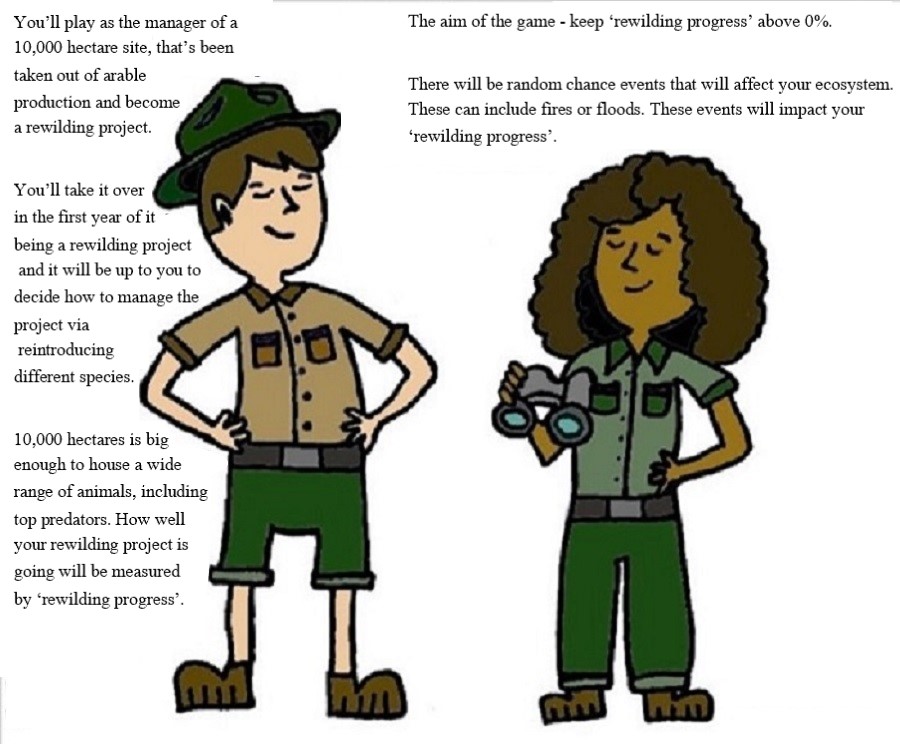 You’ll play as the manager of a
10,000 hectare site, that’s been
taken out of arable
production and become
a rewilding project.
You’ll take it over
in the first year of it
being a rewilding project
and it will be up to you to
decide how to manage the
project via
reintroducing
different species.
10,000 hectares is big
enough to house a wide
range of animals, including
top predators. How well
your rewilding project is
going will be measured
by ‘rewilding progress’.
The aim of the game - keep ‘rewilding progress’ above 0%.
There will be random chance events that will affect your ecosystem.
These can include fires or floods. These events will impact your
‘rewilding progress’.